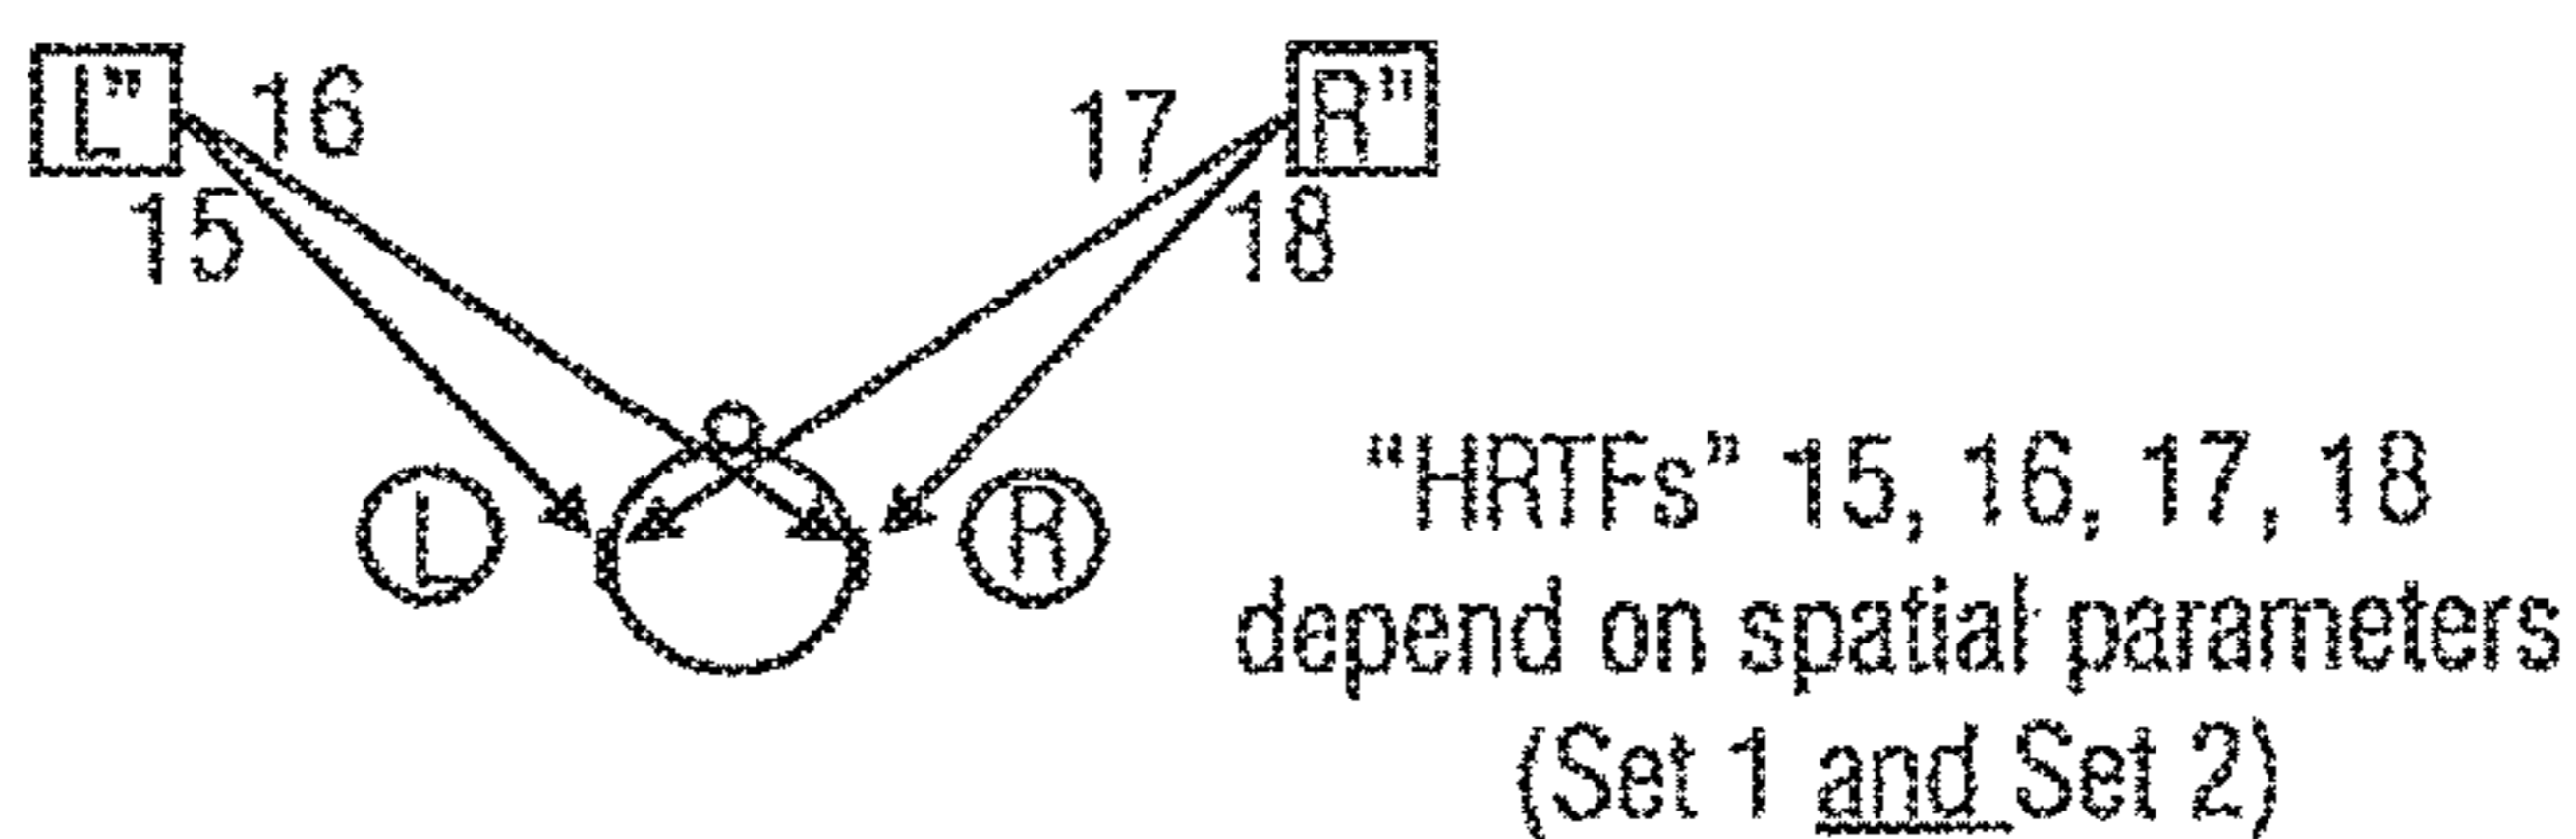 L” 16 17 R"
15 18
L R
“HRTFs” 15, 16, 17, 18
depend on spatial parameters
(Set 1 and Set 2)